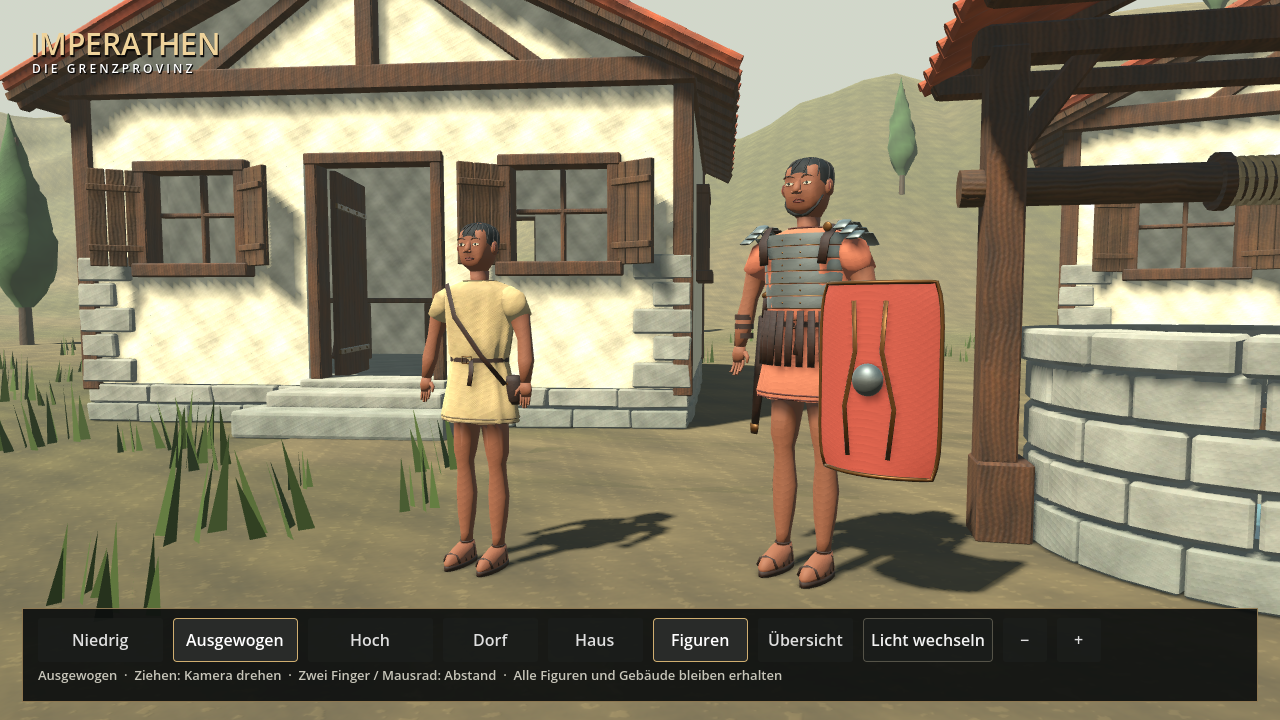 IMPERATHEN
DIE GRENZPROVINZ
Niedrig
Ausgewogen
Hoch
Dorf
Haus
Figuren
Übersicht
Licht wechseln
−
+
Ausgewogen · Ziehen: Kamera drehen · Zwei Finger / Mausrad: Abstand · Alle Figuren und Gebäude bleiben erhalten